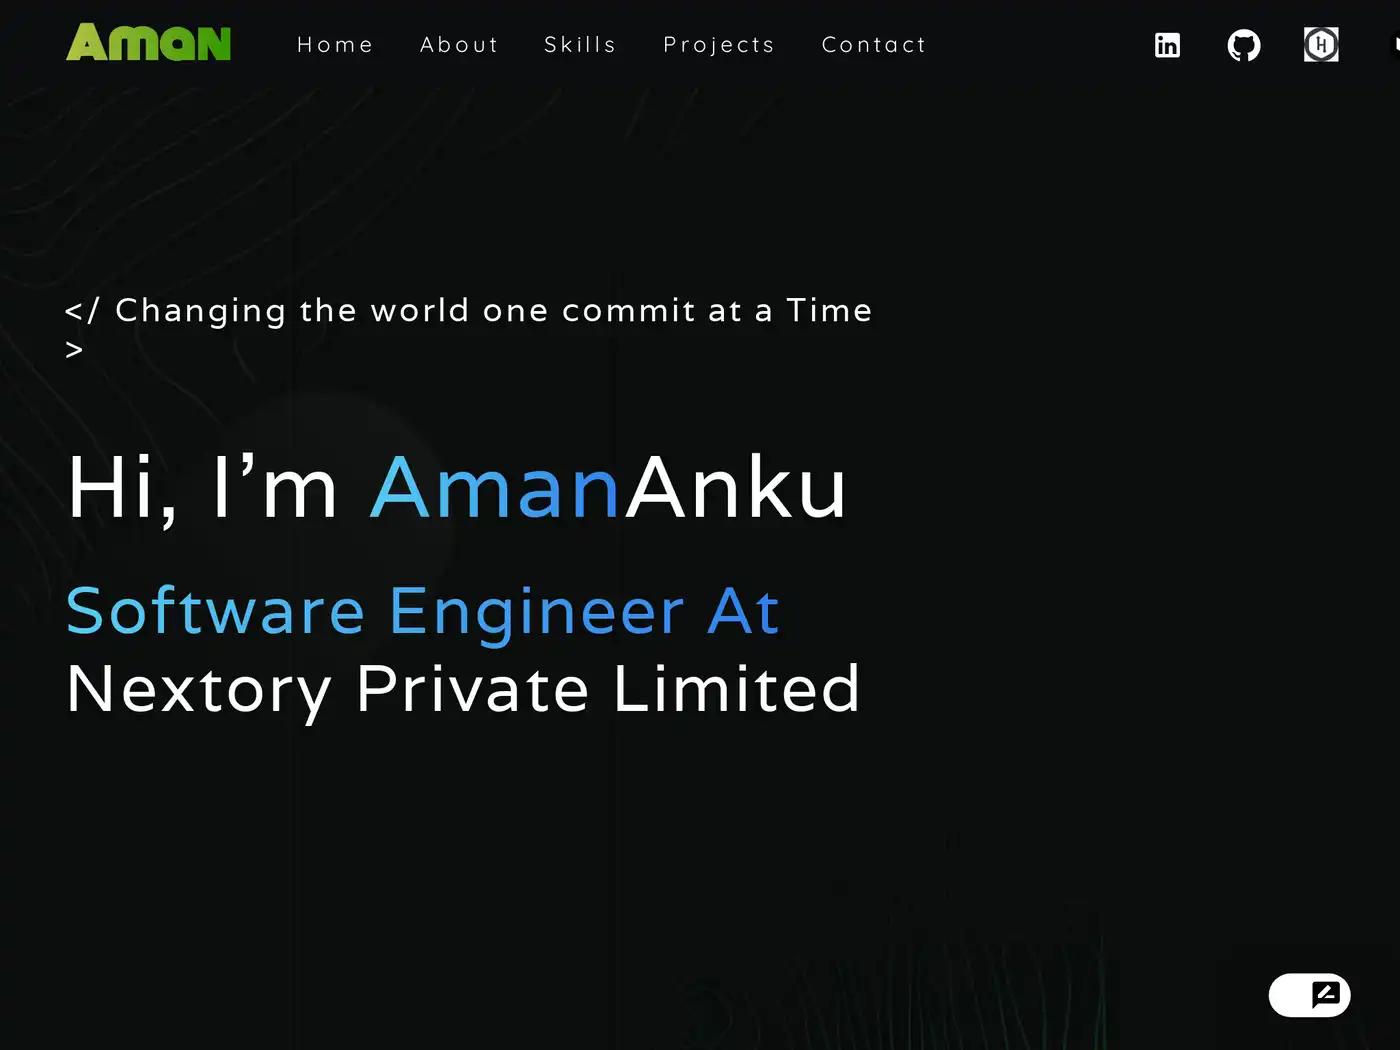 AmaN
Home About Skills Projects Contact
</ Changing the world one commit at a Time
>
Hi, I'm AmanAnku
Software Engineer At
Nextory Private Limited